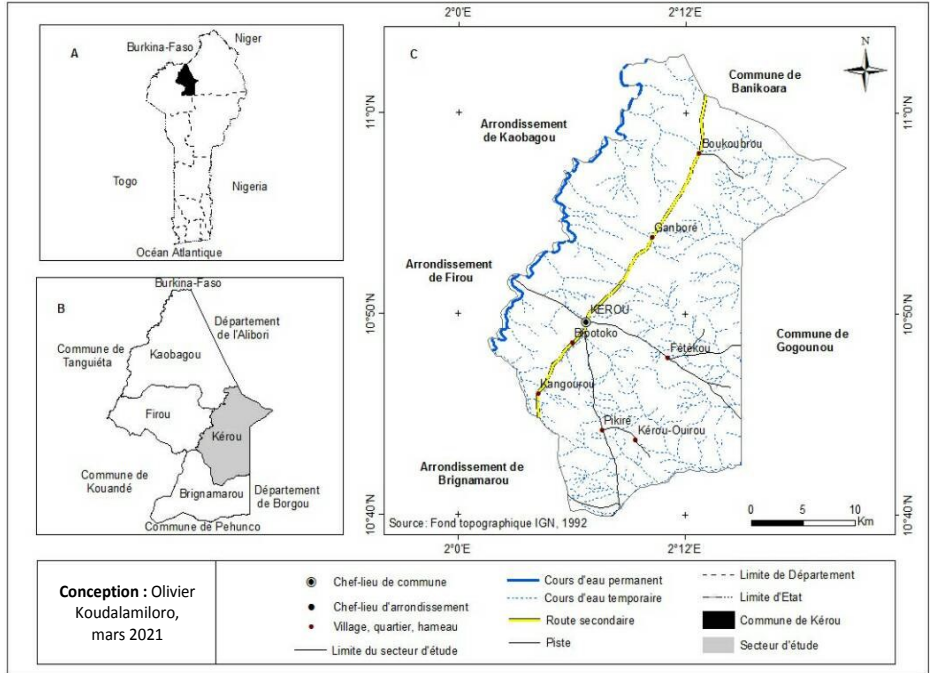 2°0'E
2°12'E
A
Burkina-Faso
Niger
Togo
Nigeria
Océan Atlantique
B
Burkina-Faso
Département
de l'Alibori
Commune de
Tanguiéta
Kaobagou
Firou
Kérou
Commune de
Kouandé
Brignamarou
Département
de Borgou
Commune de Pehunco
C
N
Commune de
Banikoara
11°0'N
11°0'N
Arrondissement
de Kaobagou
Boukoubrou
Ganboré
Arrondissement
de Firou
10°50'N
10°50'N
KEROU
Bipotoko
Fètèkou
Commune de
Gogounou
Kangourou
Pikiré
Kérou-Ouirou
Arrondissement de
Brignamarou
0 5 10
Km
10°40'N
10°40'N
Source: Fond topographique IGN, 1992
2°0'E
2°12'E
Conception : Olivier
Koudalamiloro,
mars 2021
Chef-lieu de commune
Chef-lieu d'arrondissement
Village, quartier, hameau
Limite du secteur d'étude
Cours d'eau permanent
Cours d'eau temporaire
Route secondaire
Piste
Limite de Département
Limite d'Etat
Commune de Kérou
Secteur d'étude